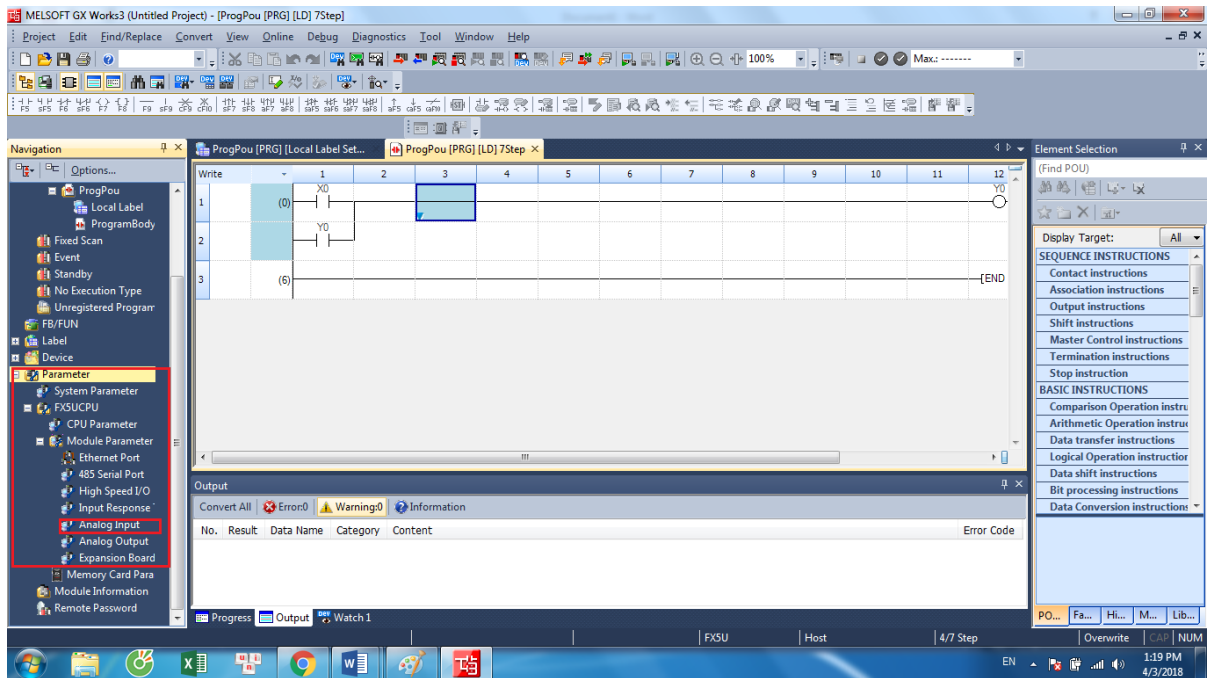 MELSOFT GX Works3 (Untitled Project) - [ProgPou [PRG] [LD] 7Step]
Project Edit Find/Replace Convert View Online Debug Diagnostics Tool Window Help
100%
Max.: -------
Navigation
Options...
ProgPou
Local Label
ProgramBody
Fixed Scan
Event
Standby
No Execution Type
Unregistered Program
FB/FUN
Label
Device
Parameter
System Parameter
FX5UCPU
CPU Parameter
Module Parameter
Ethernet Port
485 Serial Port
High Speed I/O
Input Response
Analog Input
Analog Output
Expansion Board
Memory Card Para
Module Information
Remote Password
ProgPou [PRG] [Local Label Set...
ProgPou [PRG] [LD] 7Step
Write 1 2 3 4 5 6 7 8 9 10 11 12
X0 Y0
1 (0)
Y0
2
3 (6) [END
Output
Convert All Error:0 Warning:0 Information
No. Result Data Name Category Content Error Code
Progress Output Watch 1
Element Selection
(Find POU)
Display Target: All
SEQUENCE INSTRUCTIONS
Contact instructions
Association instructions
Output instructions
Shift instructions
Master Control instructions
Termination instructions
Stop instruction
BASIC INSTRUCTIONS
Comparison Operation instru
Arithmetic Operation instruc
Data transfer instructions
Logical Operation instruction
Data shift instructions
Bit processing instructions
Data Conversion instructions
PO... Fa... Hi... M... Lib...
FX5U Host 4/7 Step Overwrite CAP NUM
EN 1:19 PM
4/3/2018